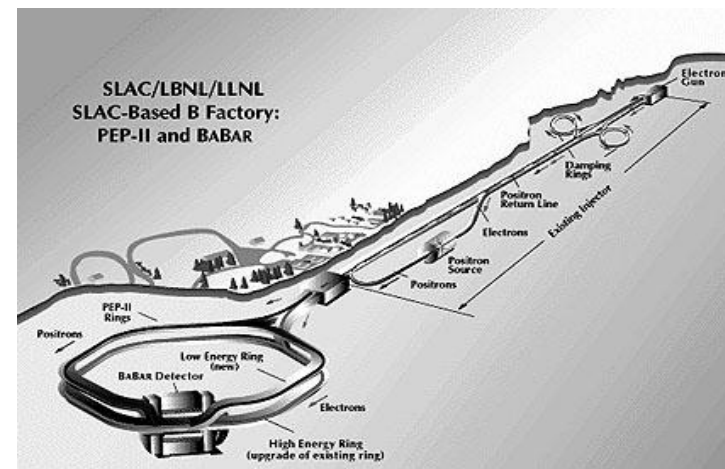 SLAC/LBNL/LLNL
SLAC-Based B Factory:
PEP-II and BABAR
Electron
Gun
Damping
Rings
Positron
Return Line
Existing Injector
Electrons
Positron
Source
Positrons
PEP-II
Rings
Positrons
Low Energy Ring
(new)
BABAR Detector
Electrons
High Energy Ring
(upgrade of existing ring)